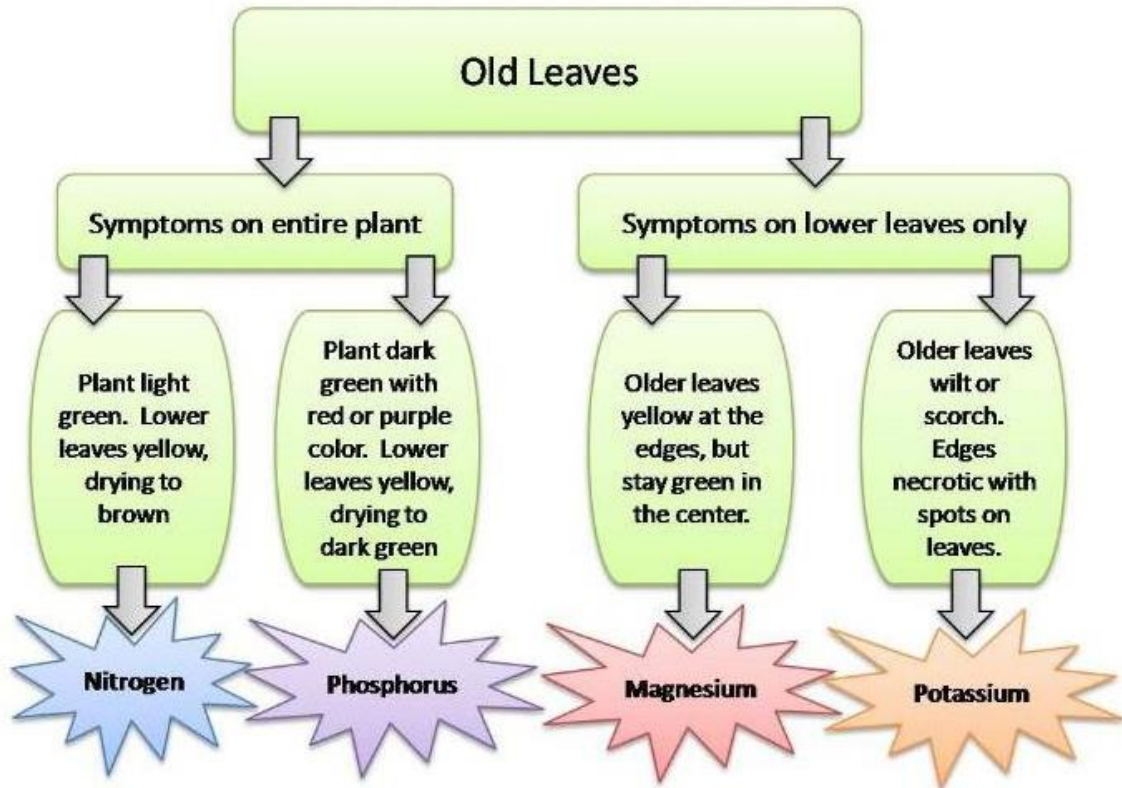 Old Leaves
Symptoms on entire plant
Symptoms on lower leaves only
Plant light
green.  Lower
leaves yellow,
drying to
brown
Plant dark
green with
red or purple
color.  Lower
leaves yellow,
drying to
dark green
Older leaves
yellow at the
edges, but
stay green in
the center.
Older leaves
wilt or
scorch.
Edges
necrotic with
spots on
leaves.
Nitrogen
Phosphorus
Magnesium
Potassium